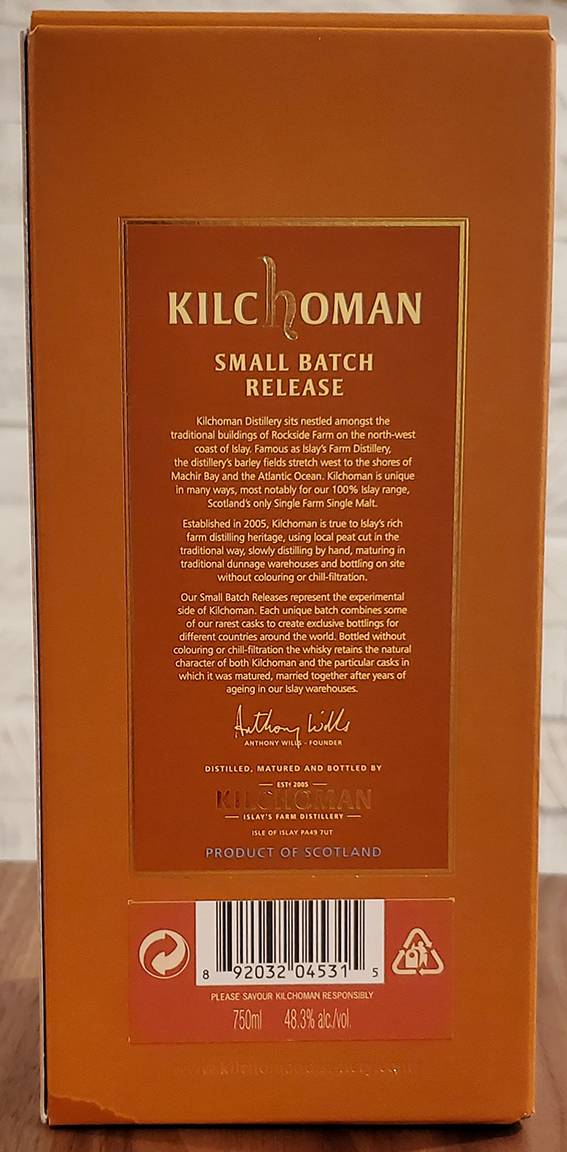 KILCHOMAN
SMALL BATCH
RELEASE
Kilchoman Distillery sits nestled amongst the
traditional buildings of Rockside Farm on the north-west
coast of Islay. Famous as Islay's Farm Distillery,
the distillery's barley fields stretch west to the shores of
Machir Bay and the Atlantic Ocean. Kilchoman is unique
in many ways, most notably for our 100% Islay range,
Scotland's only Single Farm Single Malt.
Established in 2005, Kilchoman is true to Islay's rich
farm distilling heritage, using local peat cut in the
traditional way, slowly distilling by hand, maturing in
traditional dunnage warehouses and bottling on site
without colouring or chill-filtration.
Our Small Batch Releases represent the experimental
side of Kilchoman. Each unique batch combines some
of our rarest casks to create exclusive bottlings for
different countries around the world. Bottled without
colouring or chill-filtration the whisky retains the natural
character of both Kilchoman and the particular casks in
which it was matured, married together after years of
ageing in our Islay warehouses.
Anthony Wills
ANTHONY WILLS - FOUNDER
DISTILLED, MATURED AND BOTTLED BY
ESTD 2005
KILCHOMAN
ISLAY'S FARM DISTILLERY
ISLE OF ISLAY PA49 7UT
PRODUCT OF SCOTLAND
8 92032 04531 5
PLEASE SAVOUR KILCHOMAN RESPONSIBLY
750ml 48.3% alc./vol.
www.kilchomandistillery.com